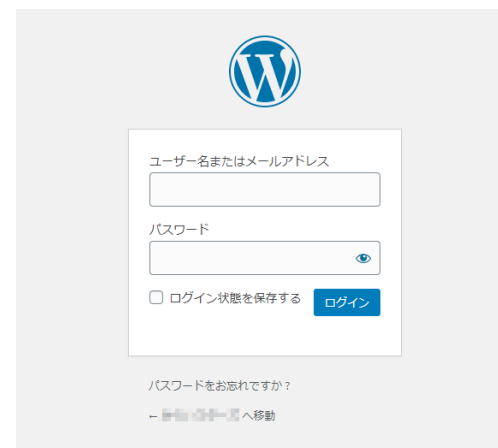 ユーザー名またはメールアドレス
パスワード
ログイン状態を保存する
ログイン
パスワードをお忘れですか ?
← へ移動